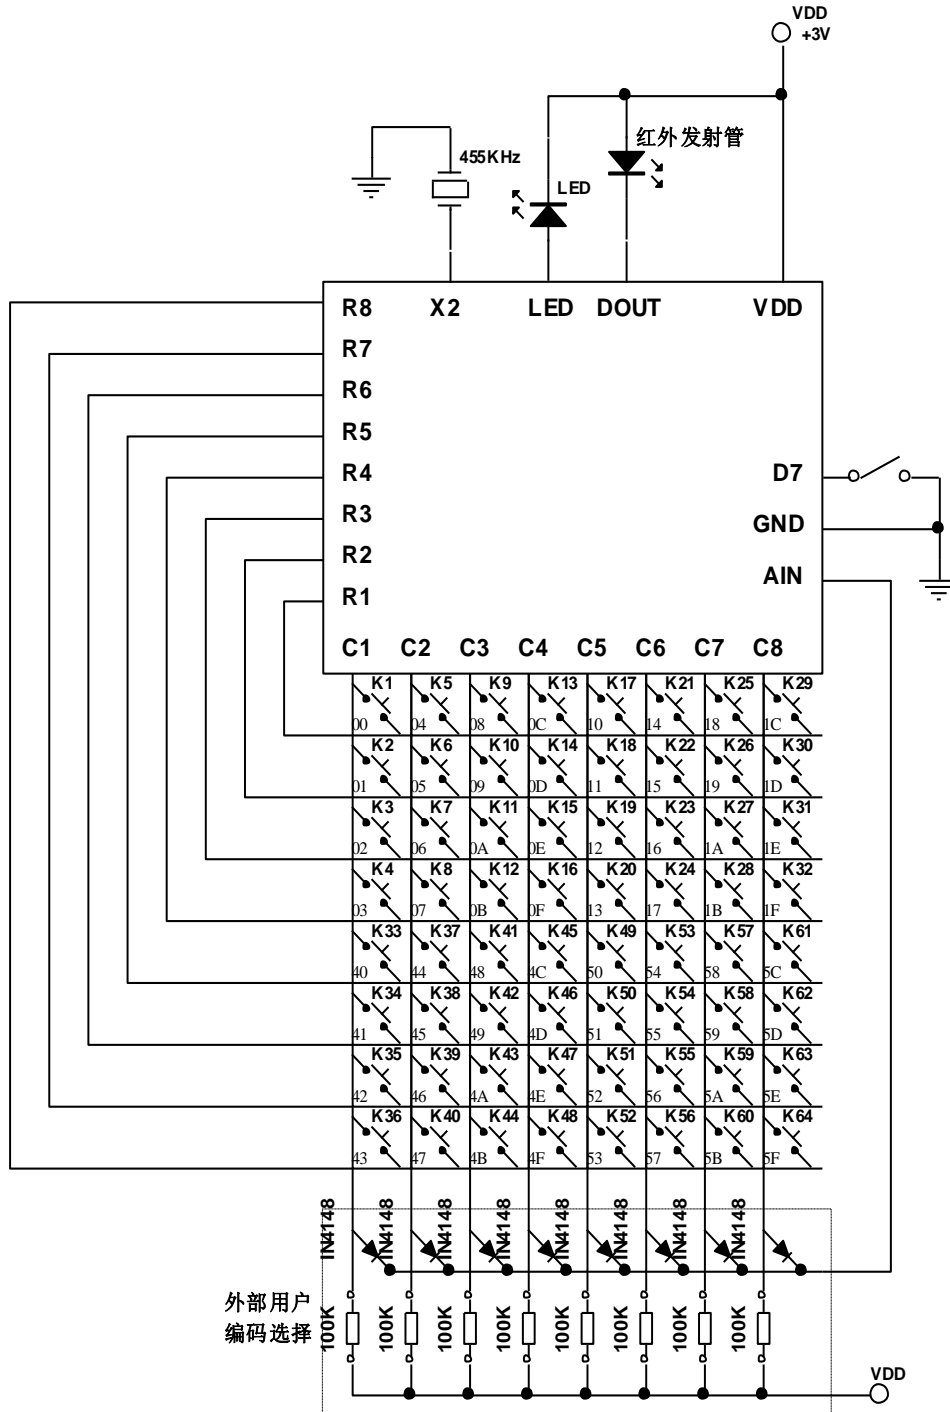 VDD
+3V
红外发射管
455KHz
LED
R8 X2 LED DOUT VDD
R7
R6
R5
R4 D7
R3
GND
R2
AIN
R1
C1 C2 C3 C4 C5 C6 C7 C8
K1 K5 K9 K13 K17 K21 K25 K29
00 04 08 0C 10 14 18 1C
K2 K6 K10 K14 K18 K22 K26 K30
01 05 09 0D 11 15 19 1D
K3 K7 K11 K15 K19 K23 K27 K31
02 06 0A 0E 12 16 1A 1E
K4 K8 K12 K16 K20 K24 K28 K32
03 07 0B 0F 13 17 1B 1F
K33 K37 K41 K45 K49 K53 K57 K61
40 44 48 4C 50 54 58 5C
K34 K38 K42 K46 K50 K54 K58 K62
41 45 49 4D 51 55 59 5D
K35 K39 K43 K47 K51 K55 K59 K63
42 46 4A 4E 52 56 5A 5E
K36 K40 K44 K48 K52 K56 K60 K64
43 47 4B 4F 53 57 5B 5F
IN4148 IN4148 IN4148 IN4148 IN4148 IN4148 IN4148 IN4148
外部用户
编码选择
100K 100K 100K 100K 100K 100K 100K 100K
VDD